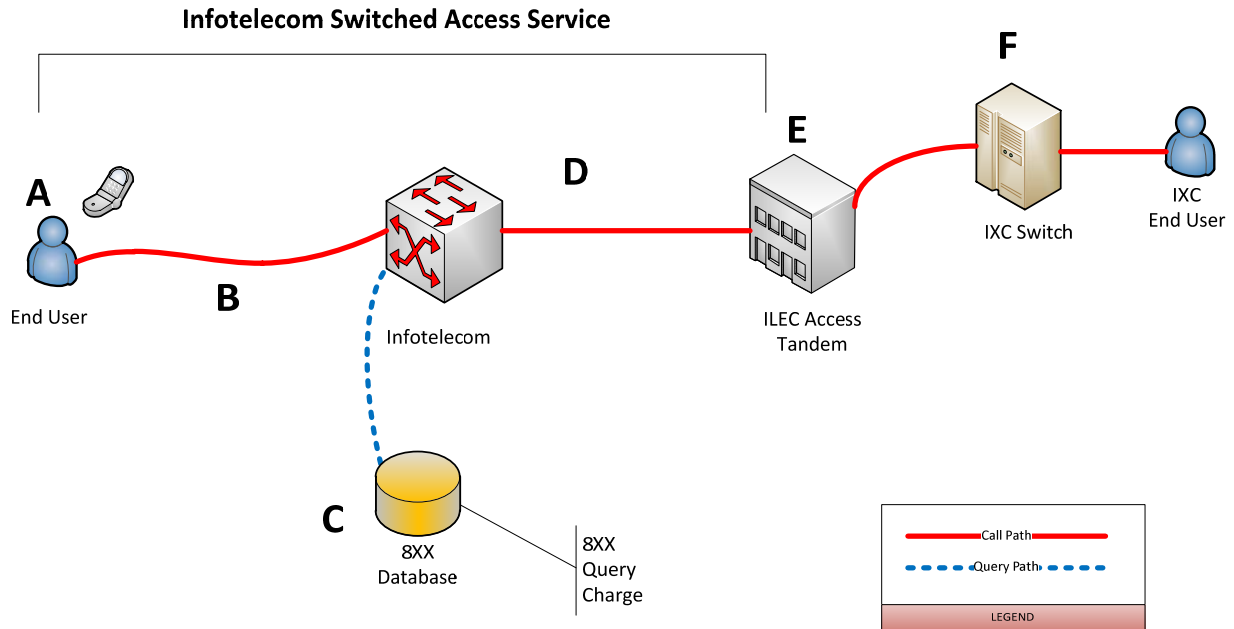 Infotelecom Switched Access Service
F
E
A
D
B
End User
Infotelecom
ILEC Access
Tandem
IXC Switch
IXC
End User
C
8XX
Database
8XX
Query
Charge
Call Path
Query Path
LEGEND